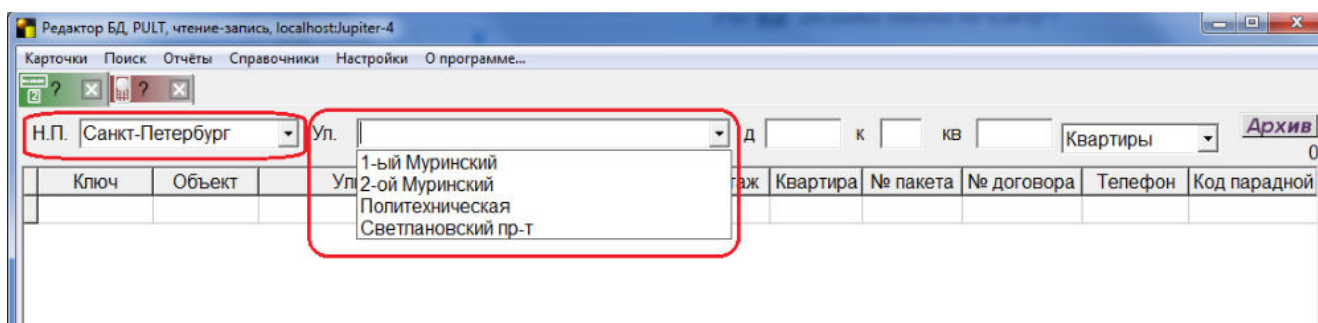 Редактор БД, PULT, чтение-запись, localhost:Jupiter-4
Карточки Поиск Отчёты Справочники Настройки О программе...
2 ? ?
Н.П. Санкт-Петербург Ул. д к кв Квартиры Архив
0
1-ый Муринский
2-ой Муринский
Политехническая
Светлановский пр-т
Ключ Объект Квартира № пакета № договора Телефон Код парадной